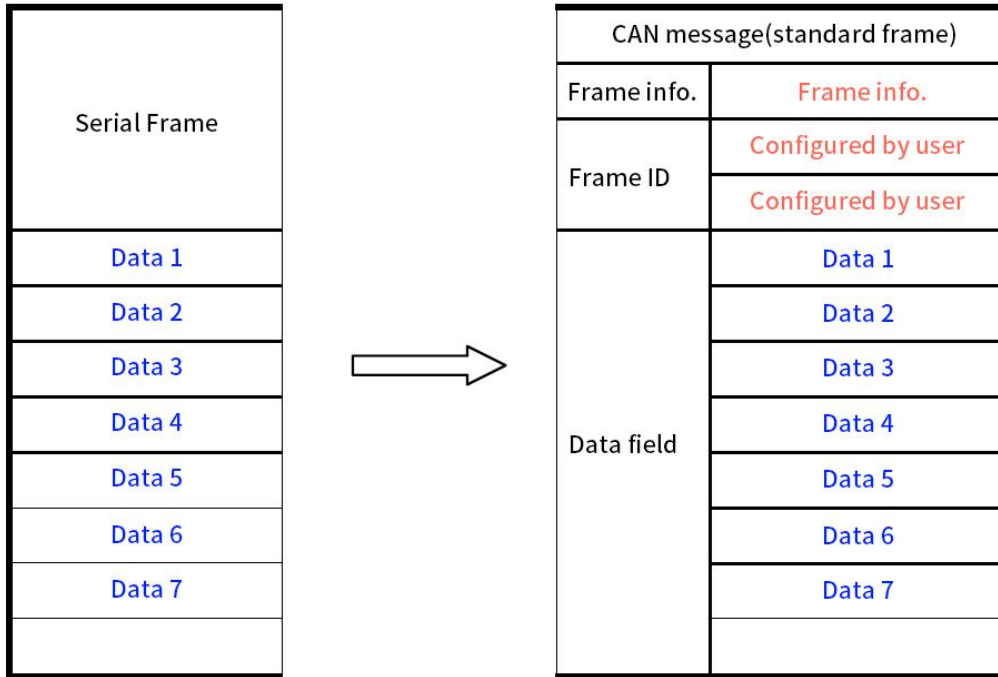 Serial Frame
Data 1
Data 2
Data 3
Data 4
Data 5
Data 6
Data 7
CAN message(standard frame)
Frame info.
Frame info.
Frame ID
Configured by user
Configured by user
Data field
Data 1
Data 2
Data 3
Data 4
Data 5
Data 6
Data 7